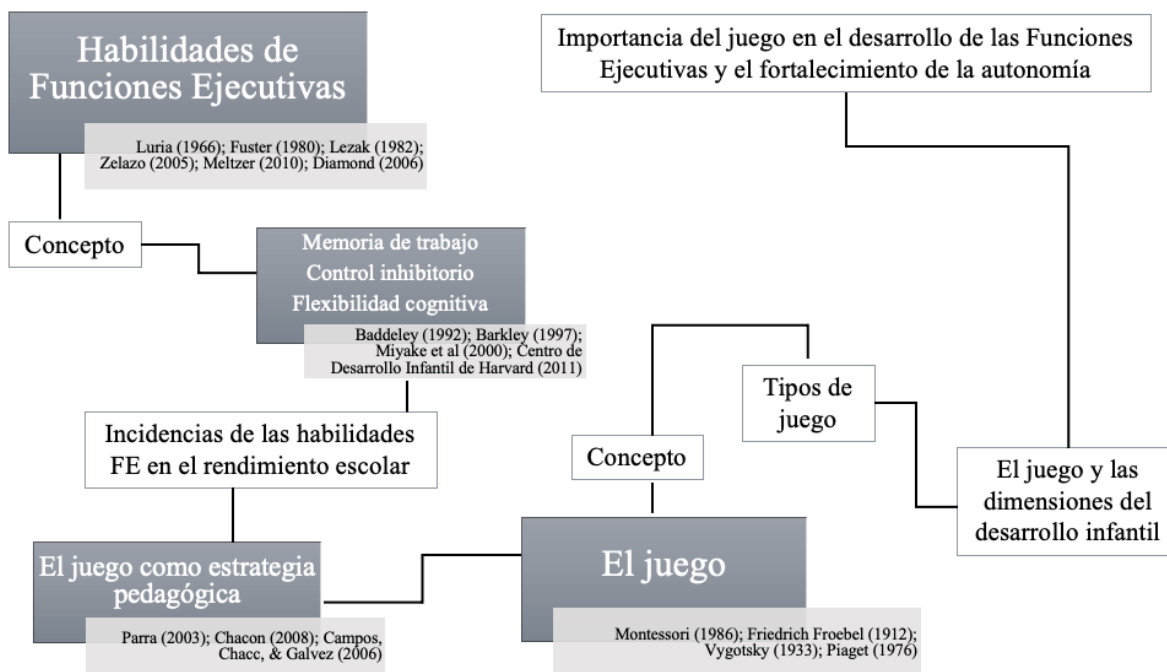 Habilidades de
Funciones Ejecutivas
Luria (1966); Fuster (1980); Lezak (1982);
Zelazo (2005); Meltzer (2010); Diamond (2006)
Concepto
Memoria de trabajo
Control inhibitorio
Flexibilidad cognitiva
Baddeley (1992); Barkley (1997);
Miyake et al (2000); Centro de
Desarrollo Infantil de Harvard (2011)
Incidencias de las habilidades
FE en el rendimiento escolar
El juego como estrategia
pedagógica
Parra (2003); Chacon (2008); Campos,
Chacc, & Galvez (2006)
El juego
Montessori (1986); Friedrich Froebel (1912);
Vygotsky (1933); Piaget (1976)
Concepto
Tipos de
juego
El juego y las
dimensiones del
desarrollo infantil
Importancia del juego en el desarrollo de las Funciones
Ejecutivas y el fortalecimiento de la autonomía